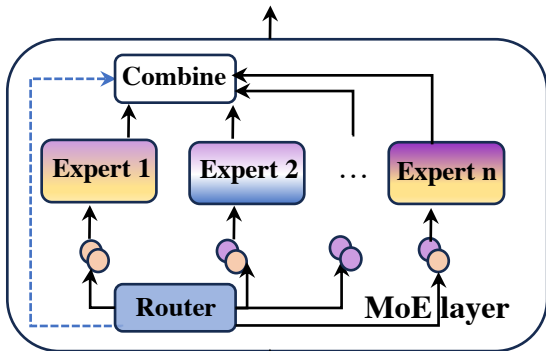 Combine
Expert 1
Expert 2
...
Expert n
Router
MoE layer